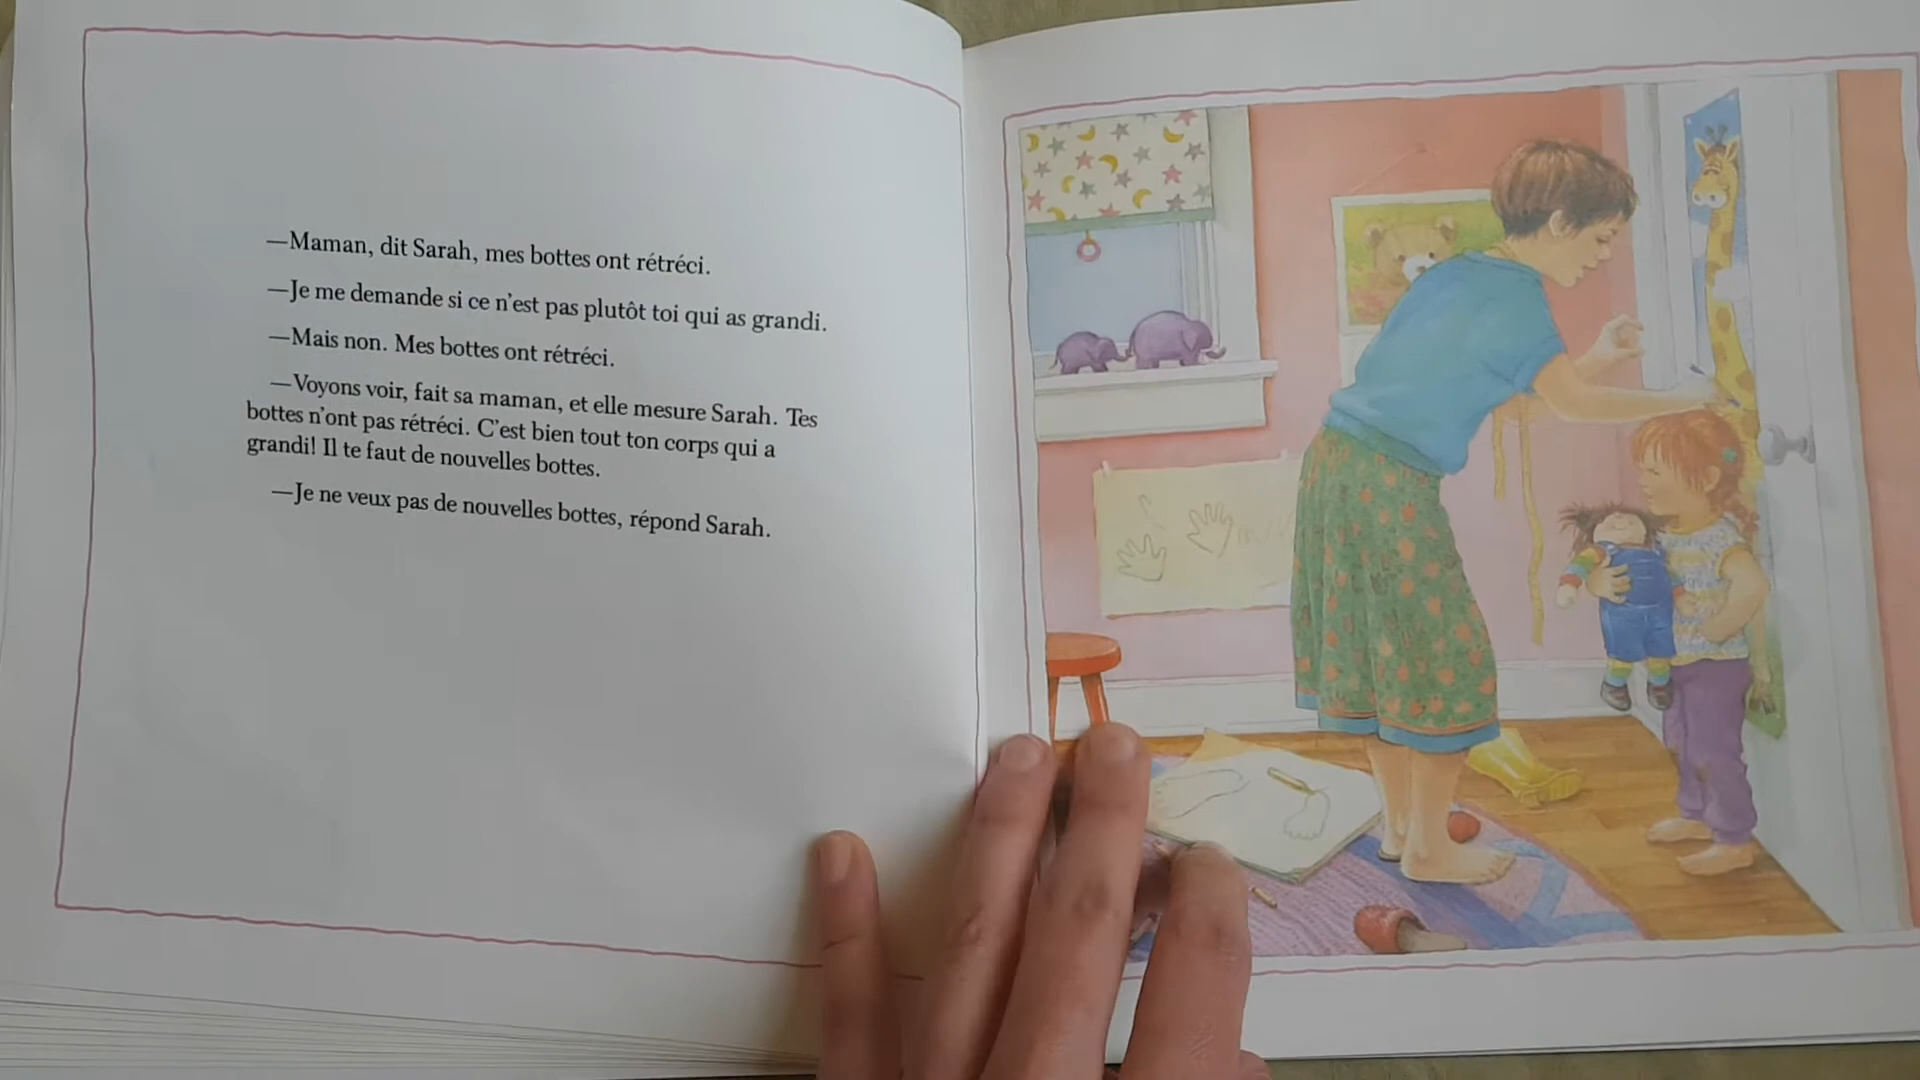 —Maman, dit Sarah, mes bottes ont rétréci.
—Je me demande si ce n'est pas plutôt toi qui as grandi.
—Mais non. Mes bottes ont rétréci.
—Voyons voir, fait sa maman, et elle mesure Sarah. Tes
bottes n'ont pas rétréci. C'est bien tout ton corps qui a
grandi! Il te faut de nouvelles bottes.
—Je ne veux pas de nouvelles bottes, répond Sarah.